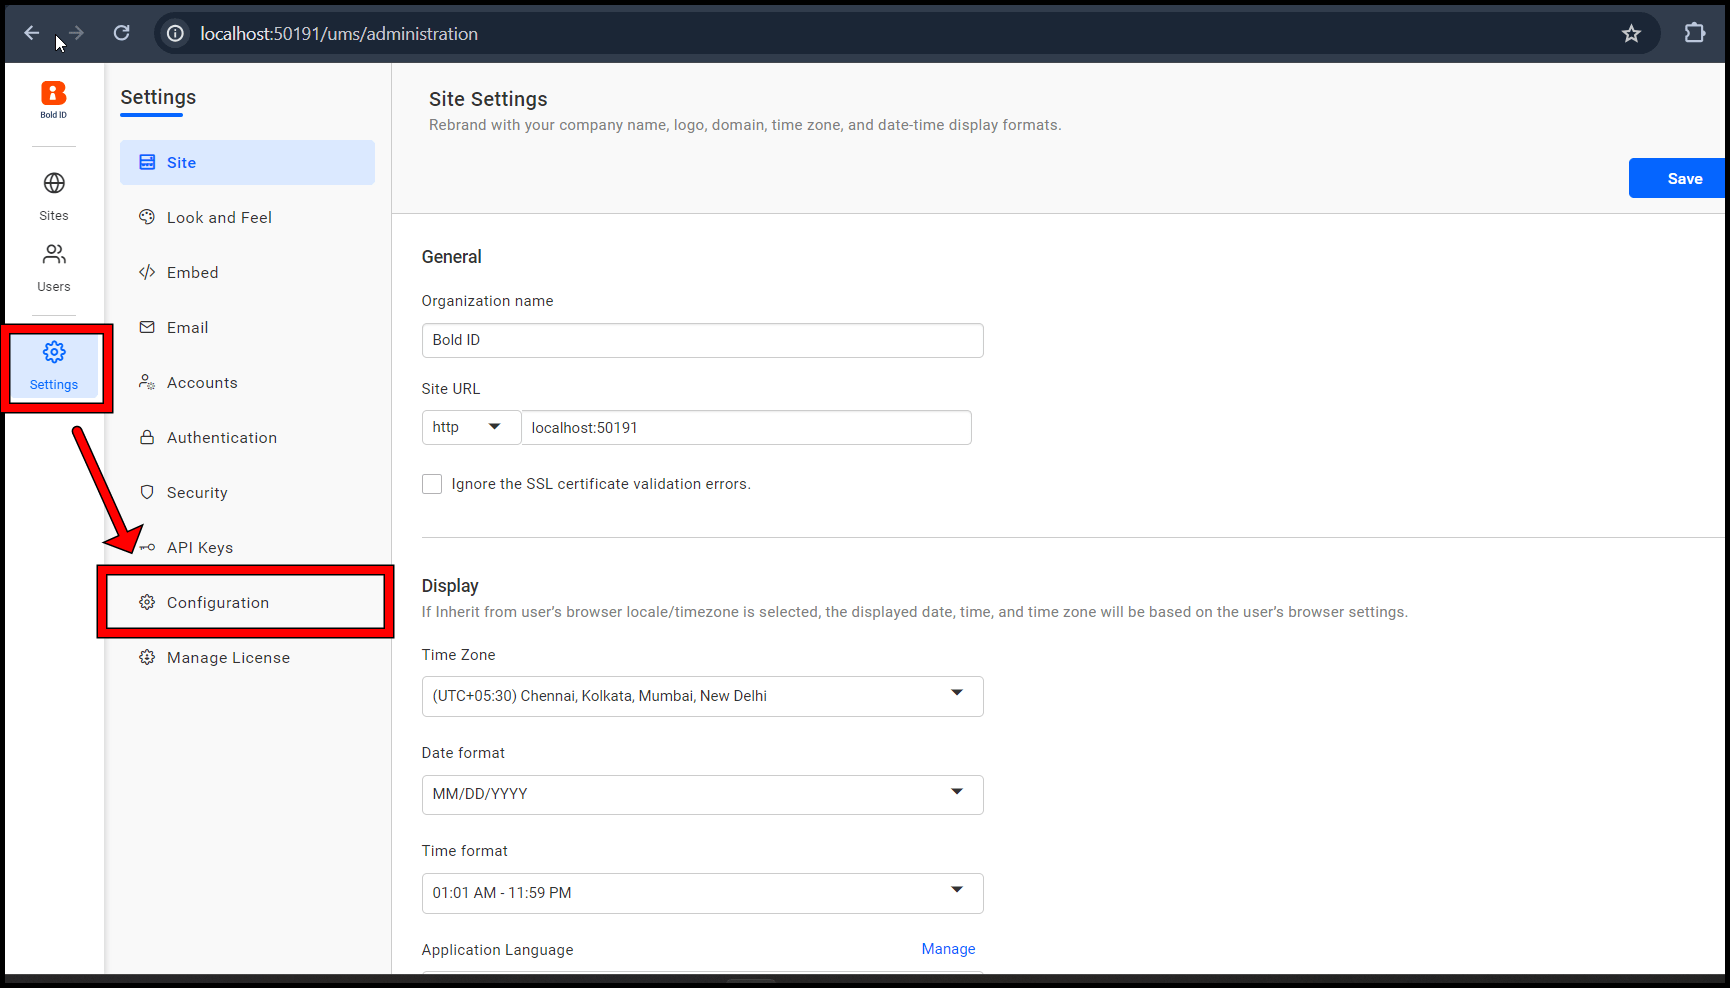 localhost:50191/ums/administration
Bold ID
Sites
Users
Settings
Settings
Site
Look and Feel
Embed
Email
Accounts
Authentication
Security
API Keys
Configuration
Manage License
Site Settings
Rebrand with your company name, logo, domain, time zone, and date-time display formats.
Save
General
Organization name
Bold ID
Site URL
http localhost:50191
Ignore the SSL certificate validation errors.
Display
If Inherit from user's browser locale/timezone is selected, the displayed date, time, and time zone will be based on the user's browser settings.
Time Zone
(UTC+05:30) Chennai, Kolkata, Mumbai, New Delhi
Date format
MM/DD/YYYY
Time format
01:01 AM - 11:59 PM
Application Language Manage